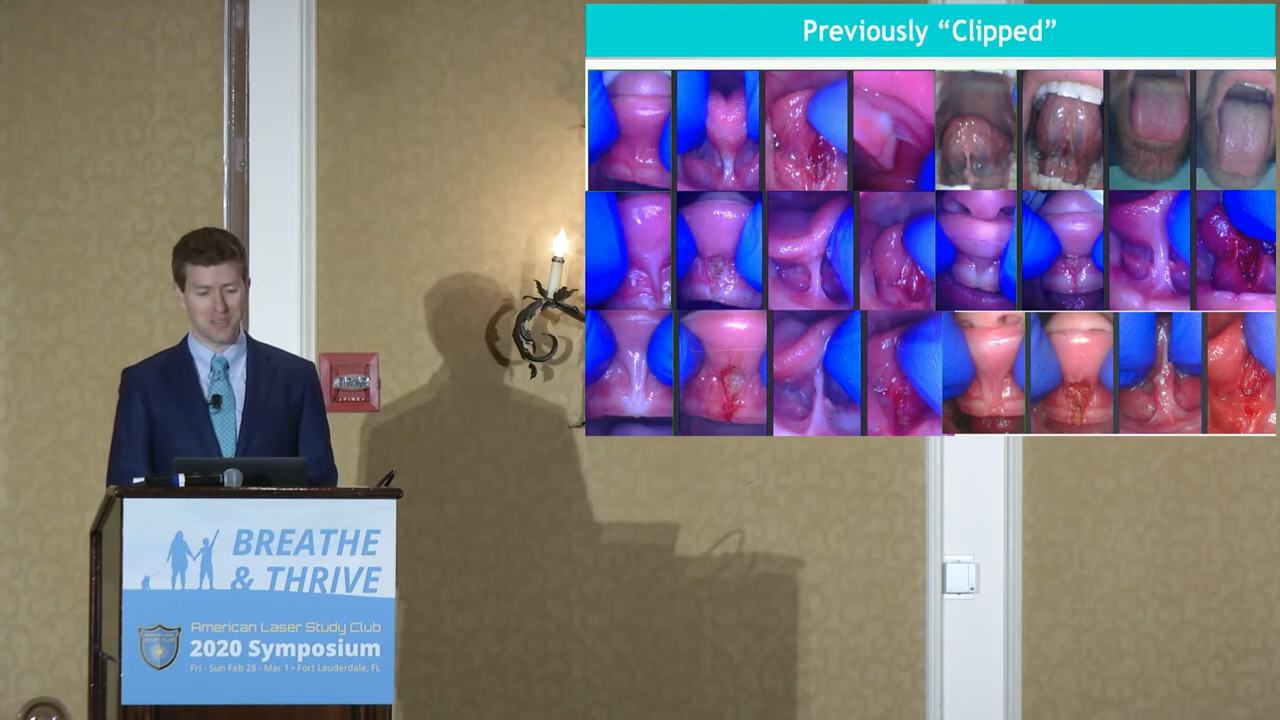 Previously “Clipped”
FIRE
BREATHE
& THRIVE
American Laser Study Club
2020 Symposium
Fri - Sun Feb 28 - Mar 1 • Fort Lauderdale, FL